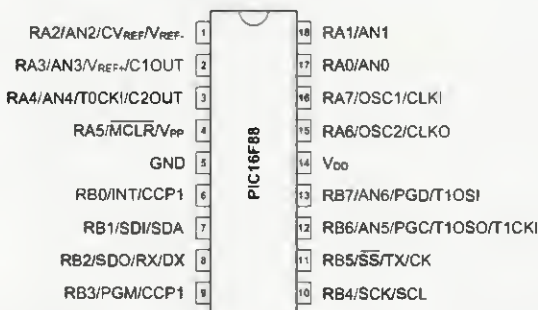 RA2/AN2/CVREF/VREF- 1
RA3/AN3/VREF+/C1OUT 2
RA4/AN4/T0CKI/C2OUT 3
RA5/MCLR/VPP 4
GND 5
RB0/INT/CCP1 6
RB1/SDI/SDA 7
RB2/SDO/RX/DX 8
RB3/PGM/CCP1 9
PIC16F88
18 RA1/AN1
17 RA0/AN0
16 RA7/OSC1/CLKI
15 RA6/OSC2/CLKO
14 VDD
13 RB7/AN6/PGD/T1OSI
12 RB6/AN5/PGC/T1OSO/T1CKI
11 RB5/SS/TX/CK
10 RB4/SCK/SCL